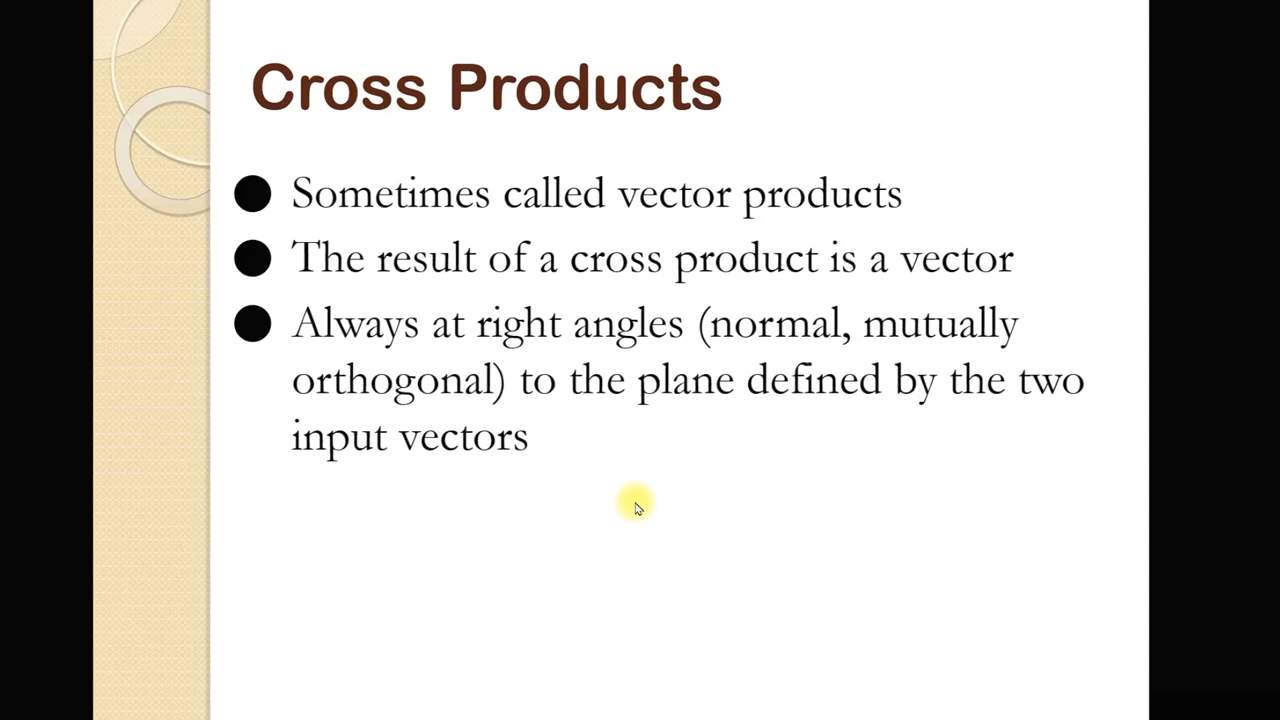 Cross Products
Sometimes called vector products
The result of a cross product is a vector
Always at right angles (normal, mutually
orthogonal) to the plane defined by the two
input vectors